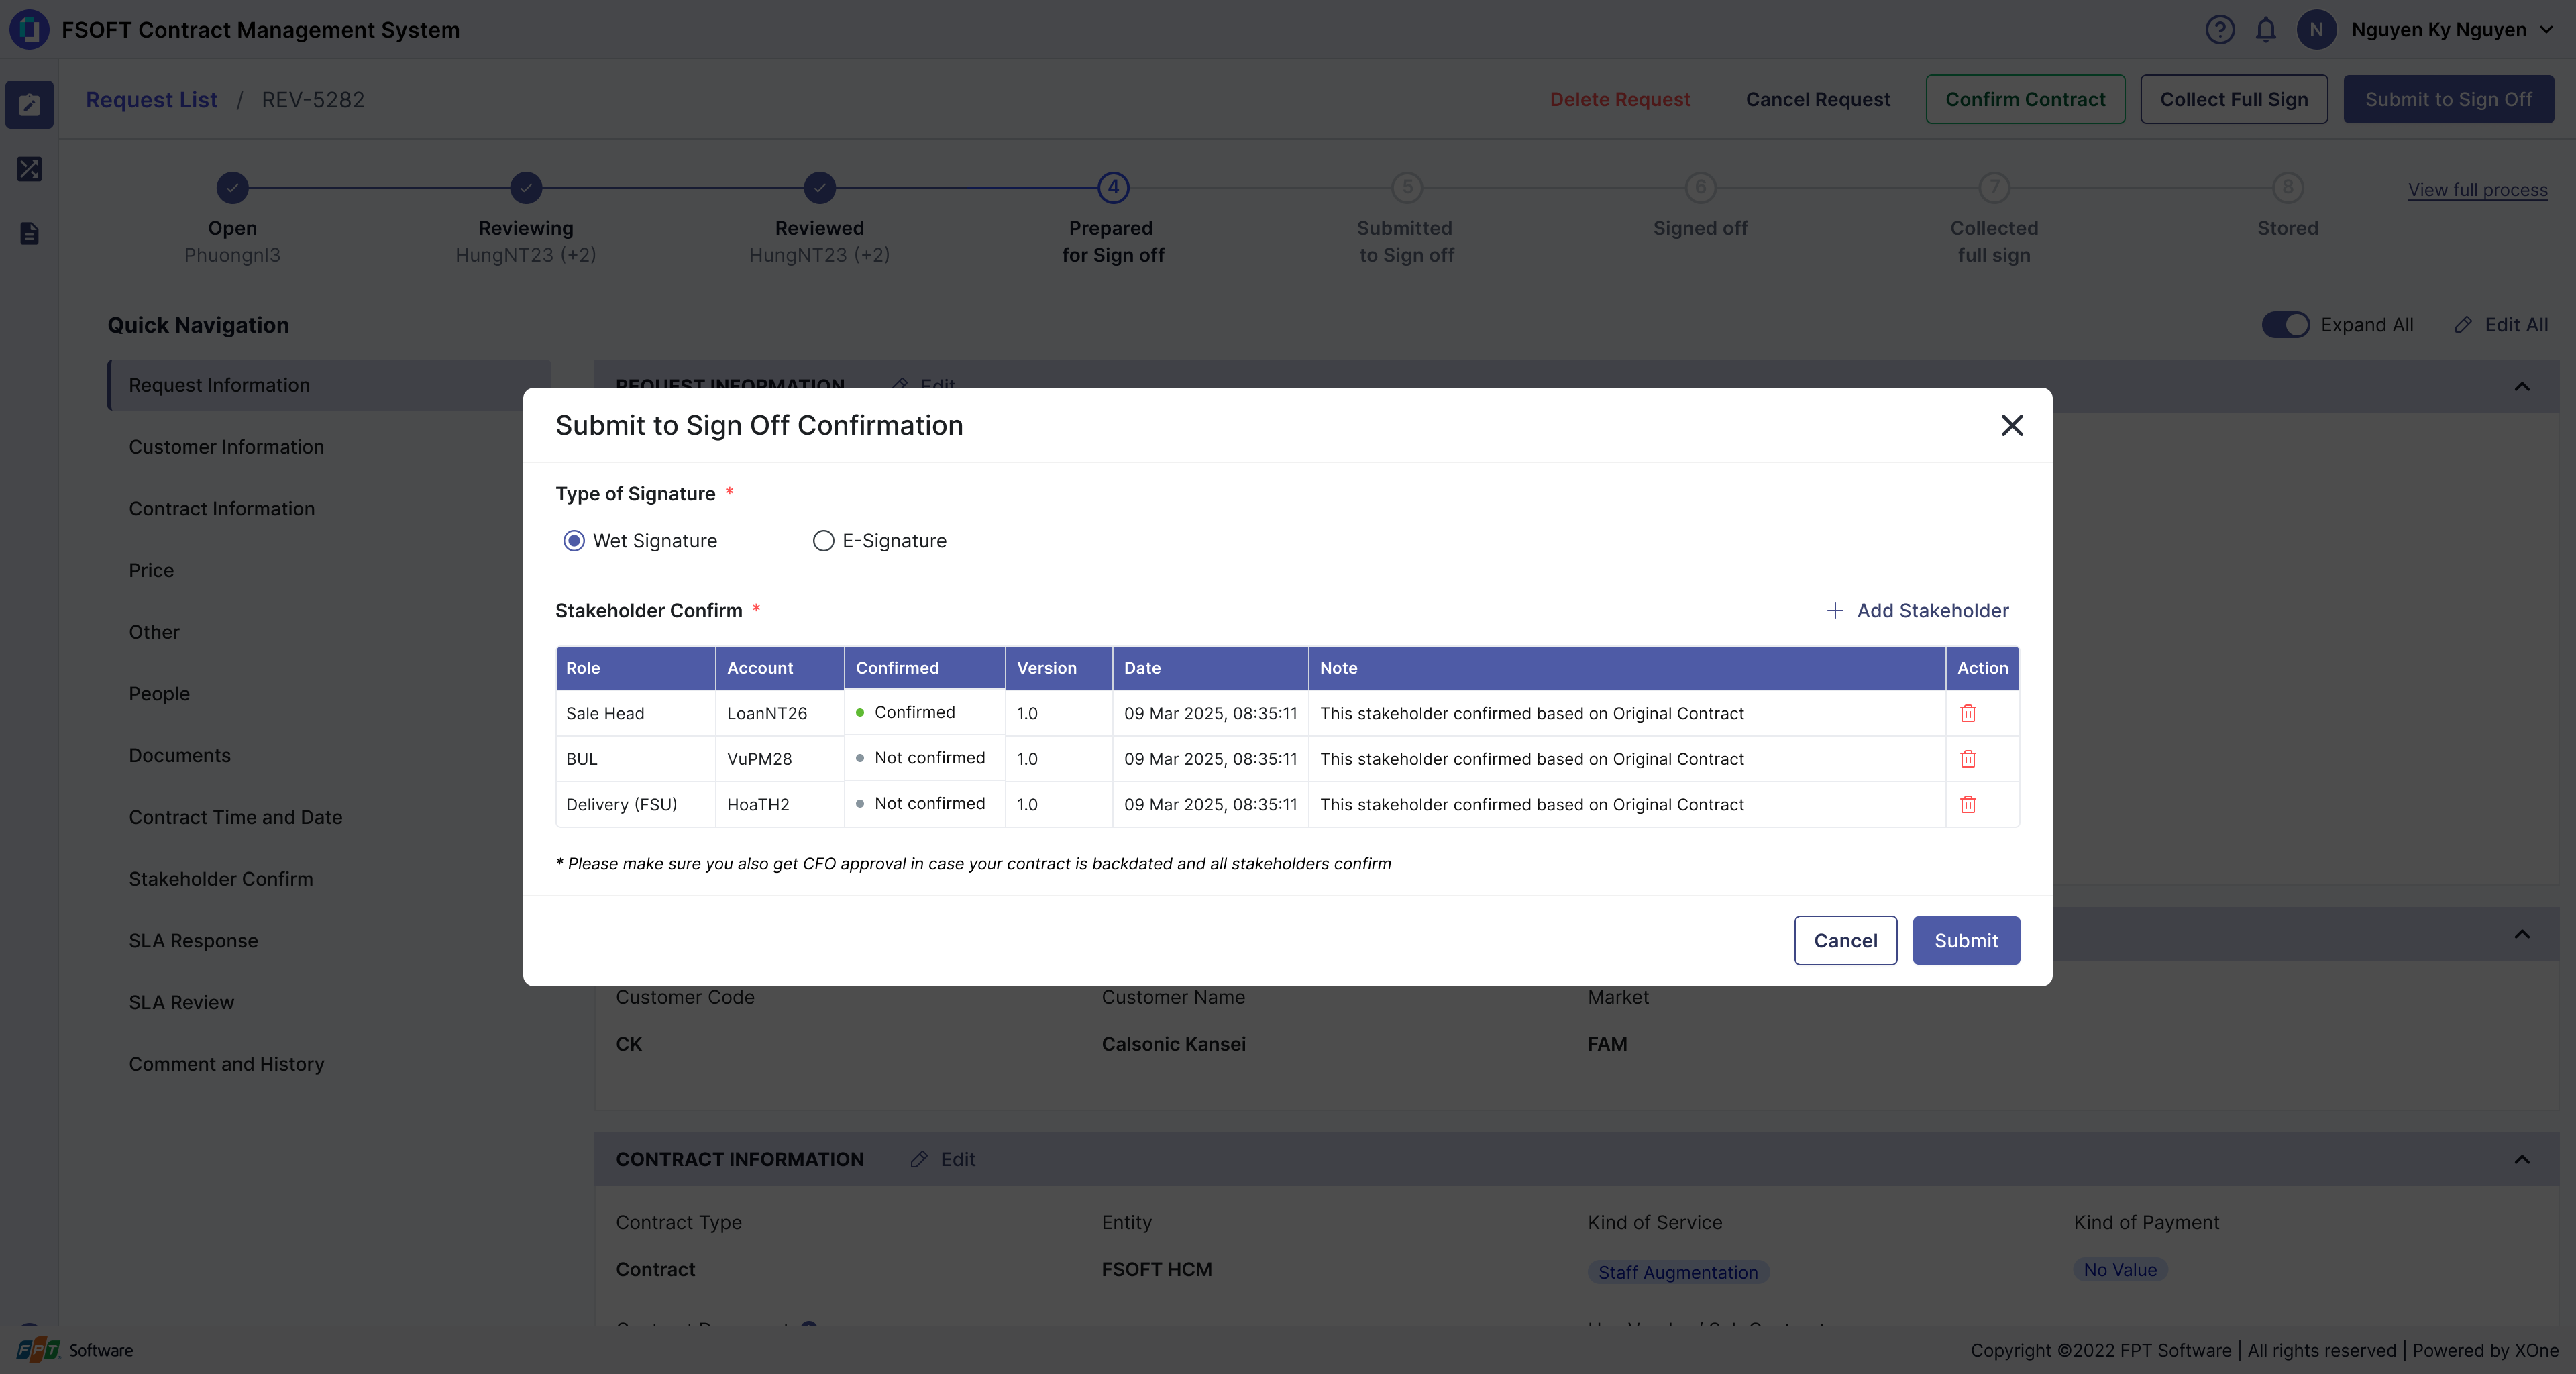 FSOFT Contract Management System
N Nguyen Ky Nguyen
Request List / REV-5282
Delete Request Cancel Request Confirm Contract Collect Full Sign Submit to Sign Off
4 5 6 7 8
Open Reviewing Reviewed Prepared for Sign off Submitted to Sign off Signed off Collected full sign Stored
Phuongnl3 HungNT23 (+2) HungNT23 (+2)
View full process
Quick Navigation
Expand All Edit All
Request Information
Customer Information
Contract Information
Price
Other
People
Documents
Contract Time and Date
Stakeholder Confirm
SLA Response
SLA Review
Comment and History
REQUEST INFORMATION Edit
Submit to Sign Off Confirmation
Type of Signature *
Wet Signature E-Signature
Stakeholder Confirm * + Add Stakeholder
Role Account Confirmed Version Date Note Action
Sale Head LoanNT26 Confirmed 1.0 09 Mar 2025, 08:35:11 This stakeholder confirmed based on Original Contract
BUL VuPM28 Not confirmed 1.0 09 Mar 2025, 08:35:11 This stakeholder confirmed based on Original Contract
Delivery (FSU) HoaTH2 Not confirmed 1.0 09 Mar 2025, 08:35:11 This stakeholder confirmed based on Original Contract
* Please make sure you also get CFO approval in case your contract is backdated and all stakeholders confirm
Cancel Submit
Customer Code Customer Name Market
CK Calsonic Kansei FAM
CONTRACT INFORMATION Edit
Contract Type Entity Kind of Service Kind of Payment
Contract FSOFT HCM Staff Augmentation No Value
FPT Software
Copyright ©2022 FPT Software | All rights reserved | Powered by XOne